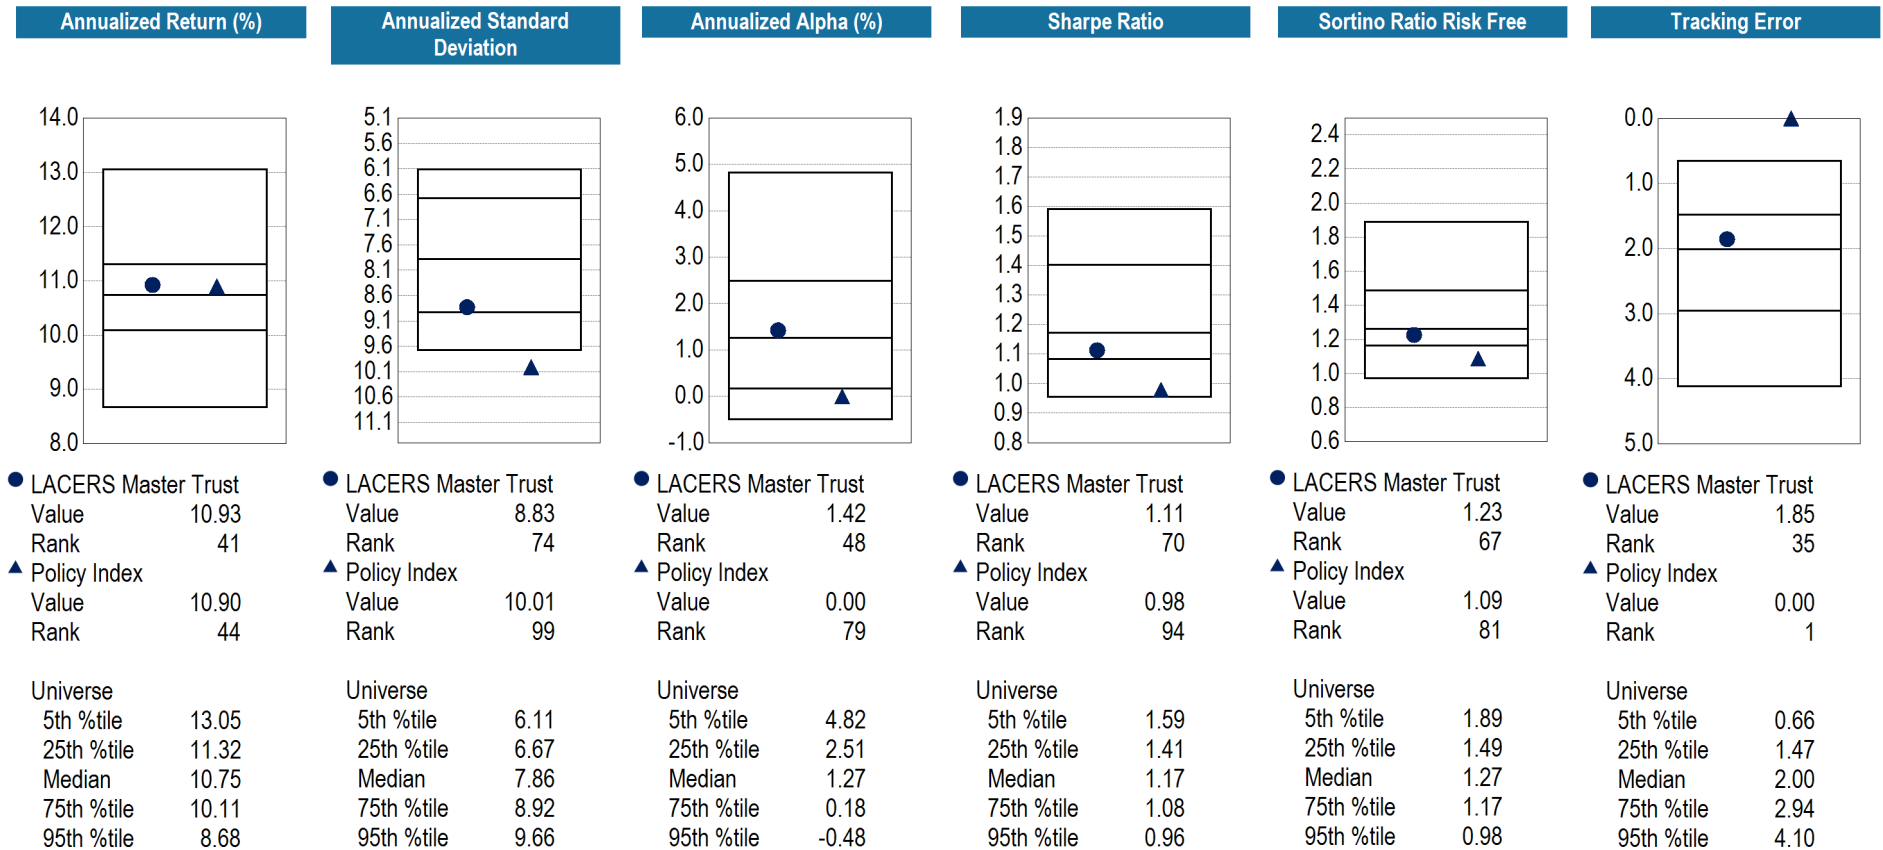 Annualized Return (%)
14.0
13.0
12.0
11.0
10.0
9.0
8.0
LACERS Master Trust
Value 10.93
Rank 41
Policy Index
Value 10.90
Rank 44
Universe
5th %tile 13.05
25th %tile 11.32
Median 10.75
75th %tile 10.11
95th %tile 8.68
Annualized Standard
Deviation
5.1
5.6
6.1
6.6
7.1
7.6
8.1
8.6
9.1
9.6
10.1
10.6
11.1
LACERS Master Trust
Value 8.83
Rank 74
Policy Index
Value 10.01
Rank 99
Universe
5th %tile 6.11
25th %tile 6.67
Median 7.86
75th %tile 8.92
95th %tile 9.66
Annualized Alpha (%)
6.0
5.0
4.0
3.0
2.0
1.0
0.0
-1.0
LACERS Master Trust
Value 1.42
Rank 48
Policy Index
Value 0.00
Rank 79
Universe
5th %tile 4.82
25th %tile 2.51
Median 1.27
75th %tile 0.18
95th %tile -0.48
Sharpe Ratio
1.9
1.8
1.7
1.6
1.5
1.4
1.3
1.2
1.1
1.0
0.9
0.8
LACERS Master Trust
Value 1.11
Rank 70
Policy Index
Value 0.98
Rank 94
Universe
5th %tile 1.59
25th %tile 1.41
Median 1.17
75th %tile 1.08
95th %tile 0.96
Sortino Ratio Risk Free
2.4
2.2
2.0
1.8
1.6
1.4
1.2
1.0
0.8
0.6
LACERS Master Trust
Value 1.23
Rank 67
Policy Index
Value 1.09
Rank 81
Universe
5th %tile 1.89
25th %tile 1.49
Median 1.27
75th %tile 1.17
95th %tile 0.98
Tracking Error
0.0
1.0
2.0
3.0
4.0
5.0
LACERS Master Trust
Value 1.85
Rank 35
Policy Index
Value 0.00
Rank 1
Universe
5th %tile 0.66
25th %tile 1.47
Median 2.00
75th %tile 2.94
95th %tile 4.10